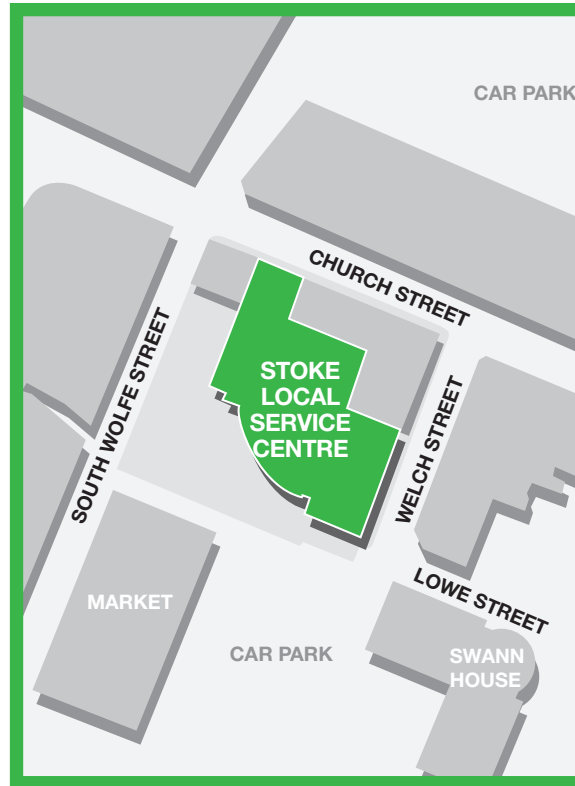 CAR PARK
CHURCH STREET
STOKE
LOCAL
SERVICE
CENTRE
SOUTH WOLFE STREET
WELCH STREET
LOWE STREET
MARKET
CAR PARK
SWANN
HOUSE